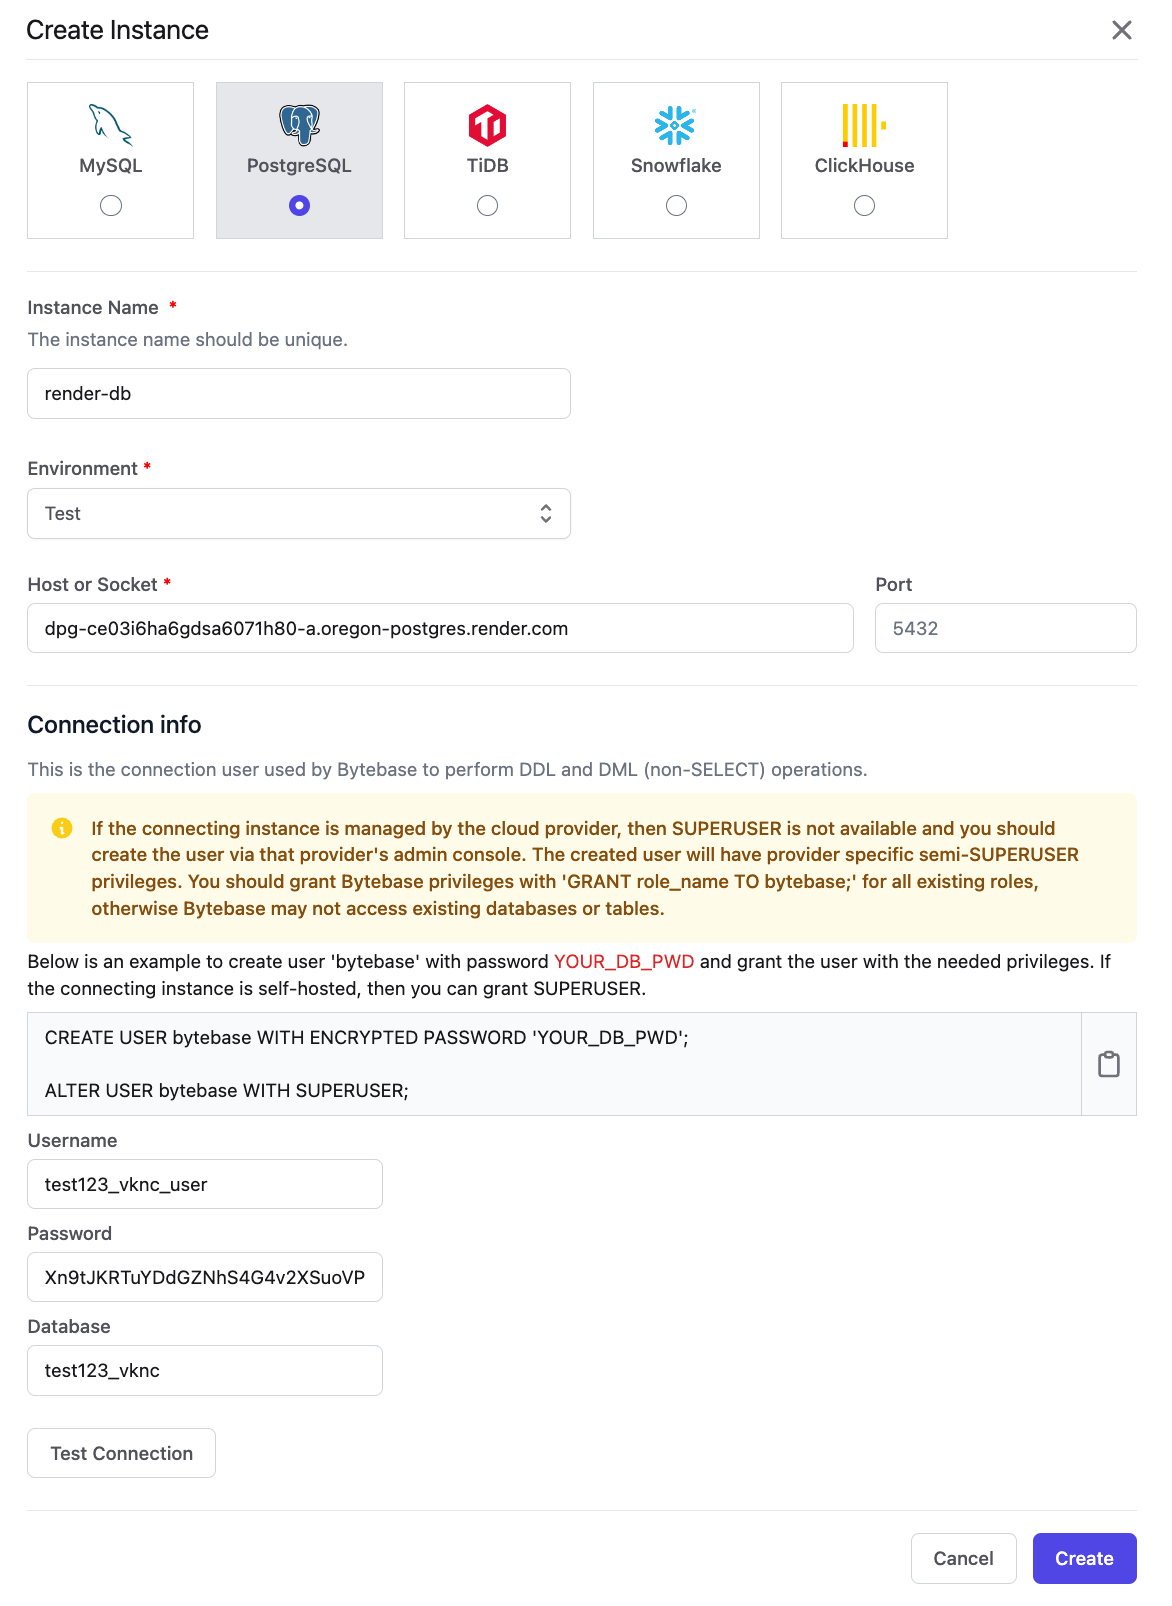 Create Instance
MySQL
PostgreSQL
TiDB
Snowflake
ClickHouse
Instance Name *
The instance name should be unique.
render-db
Environment *
Test
Host or Socket *
Port
dpg-ce03i6ha6gdsa6071h80-a.oregon-postgres.render.com
5432
Connection info
This is the connection user used by Bytebase to perform DDL and DML (non-SELECT) operations.
If the connecting instance is managed by the cloud provider, then SUPERUSER is not available and you should
create the user via that provider's admin console. The created user will have provider specific semi-SUPERUSER
privileges. You should grant Bytebase privileges with 'GRANT role_name TO bytebase;' for all existing roles,
otherwise Bytebase may not access existing databases or tables.
Below is an example to create user 'bytebase' with password YOUR_DB_PWD and grant the user with the needed privileges. If
the connecting instance is self-hosted, then you can grant SUPERUSER.
CREATE USER bytebase WITH ENCRYPTED PASSWORD 'YOUR_DB_PWD';
ALTER USER bytebase WITH SUPERUSER;
Username
test123_vknc_user
Password
Xn9tJKRTuYDdGZNhS4G4v2XSuoVP
Database
test123_vknc
Test Connection
Cancel
Create